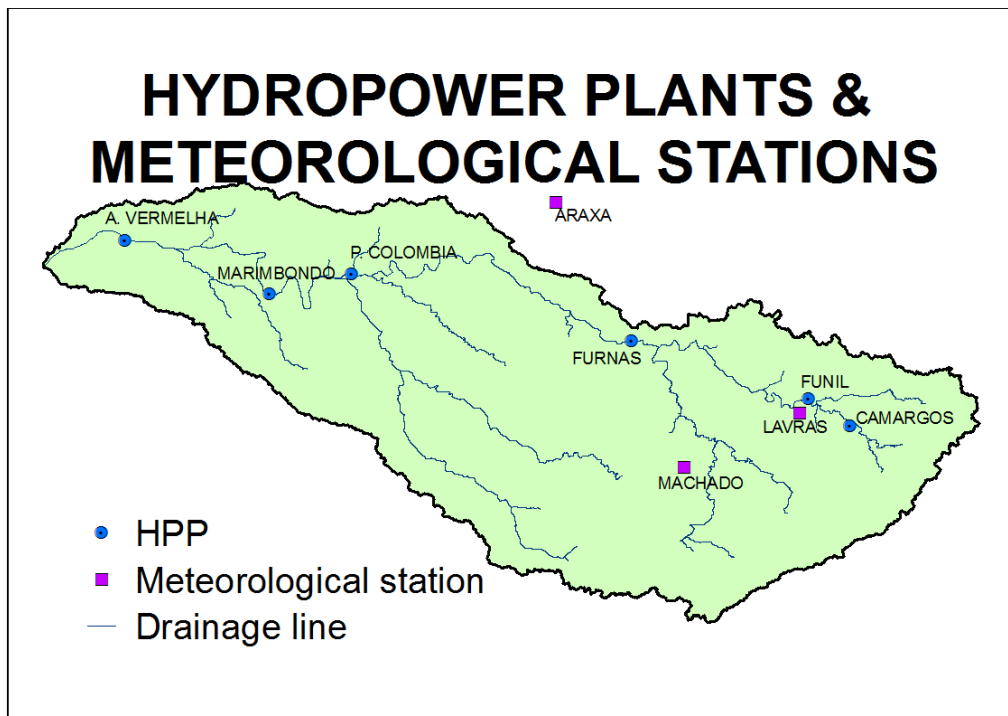 HYDROPOWER PLANTS &
METEOROLOGICAL STATIONS
ARAXA
A. VERMELHA
P. COLOMBIA
MARIMBONDO
FURNAS
FUNIL
LAVRAS
CAMARGOS
MACHADO
HPP
Meteorological station
Drainage line